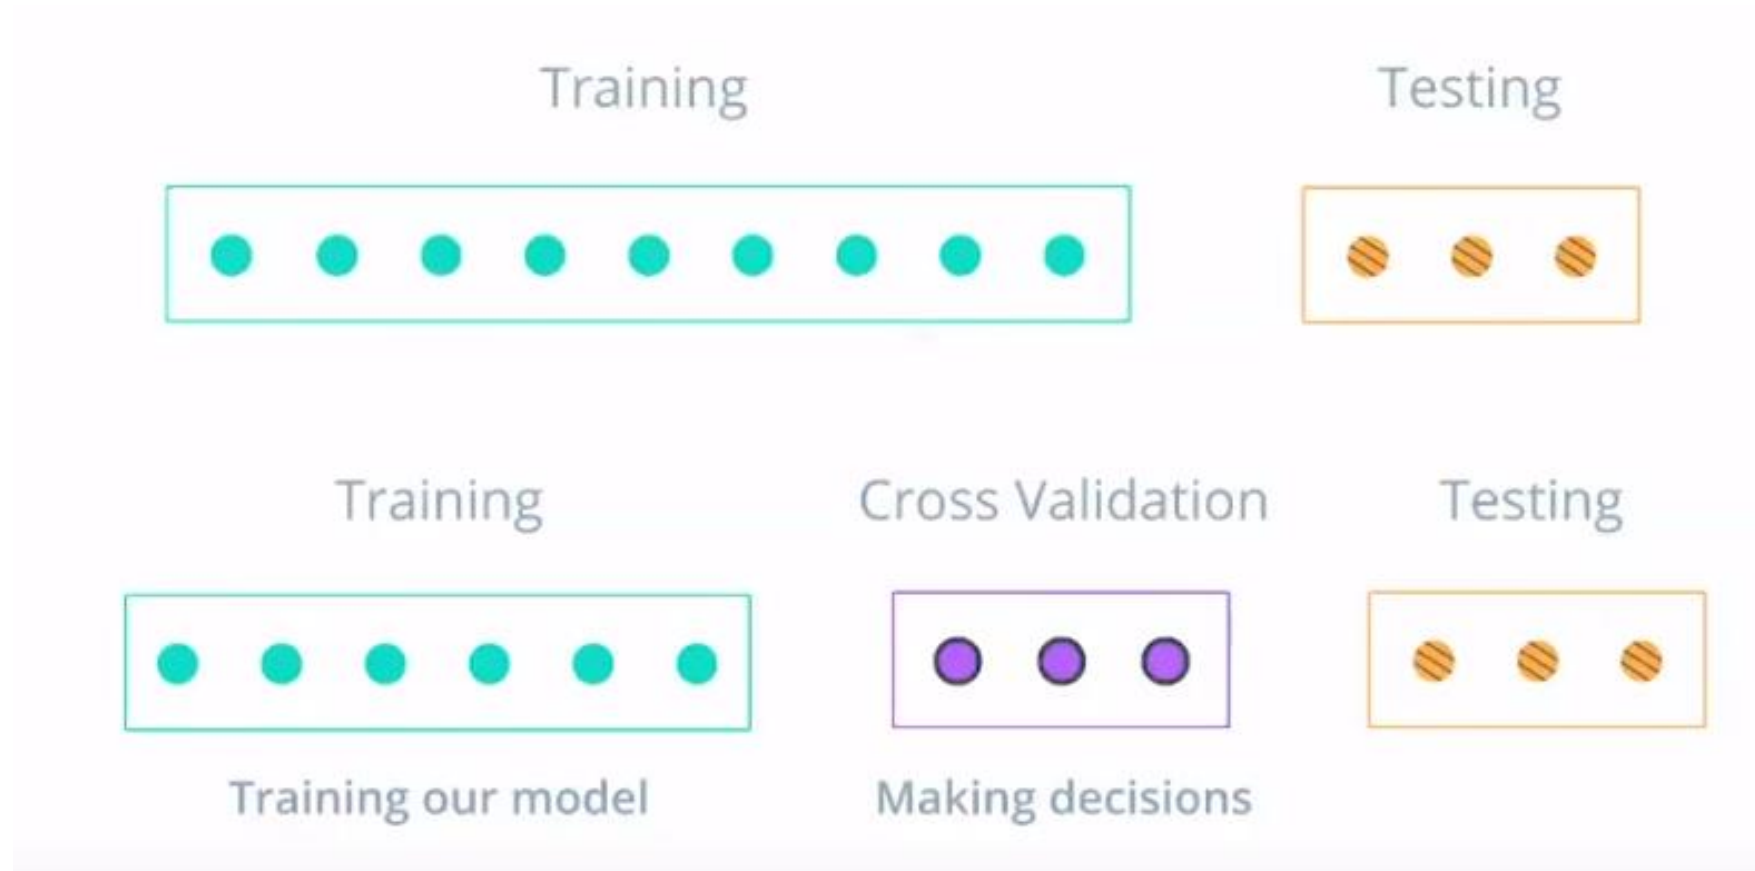 Training
Testing
Training
Cross Validation
Testing
Training our model
Making decisions